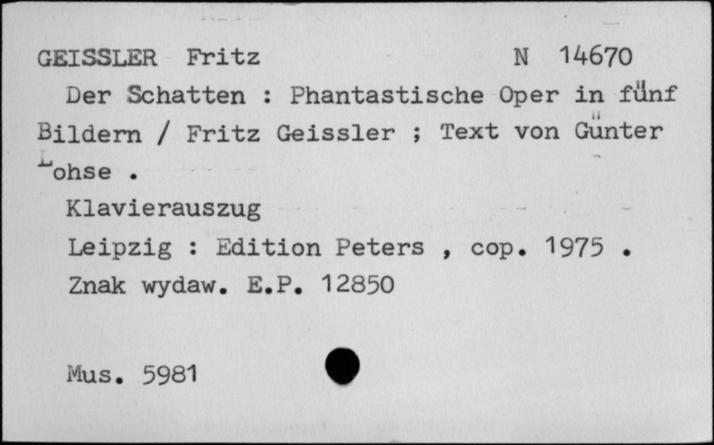 GEISSLER Fritz N 14670
Der Schatten : Phantastische Oper in fünf
Bildern / Fritz Geissler ; Text von Günter
Lohse .
Klavierauszug
Leipzig : Edition Peters , cop. 1975 .
Znak wydaw. E.P. 12850
Mus. 5981